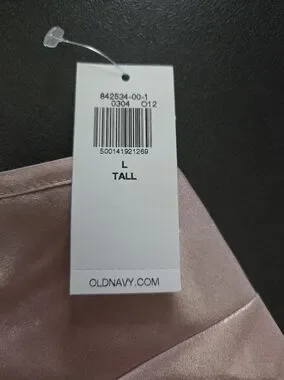 842534-00-1
0304 O12
500141921269
L
TALL
OLDNAVY.COM